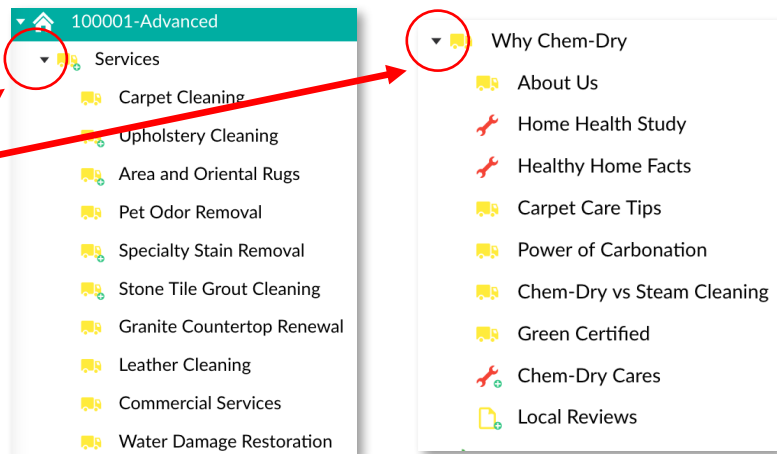 100001-Advanced
Services
Carpet Cleaning
Upholstery Cleaning
Area and Oriental Rugs
Pet Odor Removal
Specialty Stain Removal
Stone Tile Grout Cleaning
Granite Countertop Renewal
Leather Cleaning
Commercial Services
Water Damage Restoration
Why Chem-Dry
About Us
Home Health Study
Healthy Home Facts
Carpet Care Tips
Power of Carbonation
Chem-Dry vs Steam Cleaning
Green Certified
Chem-Dry Cares
Local Reviews